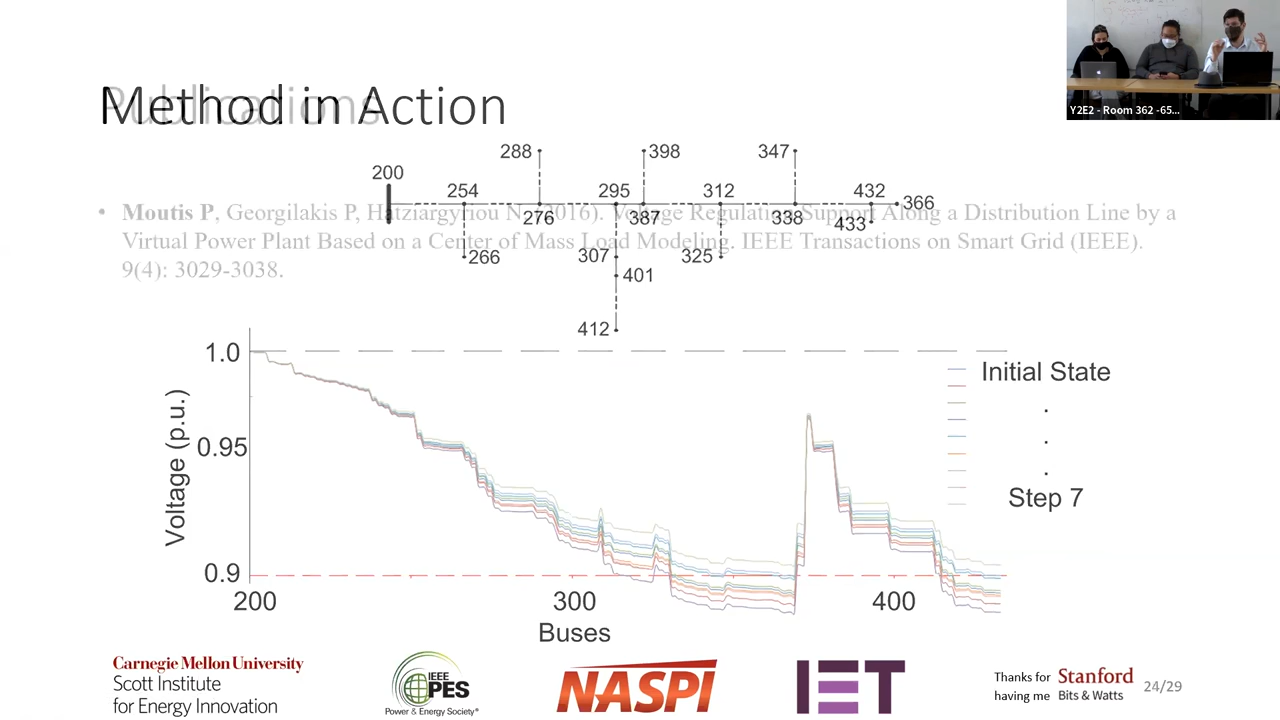 Y2E2 - Room 362 -65...
Publications
Method in Action
288
398
347
200
254
295
312
432
366
276
387
338
433
266
307
325
401
412
• Moutis P, Georgilakis P, Hatziargyriou N (2016). Voltage Regulation Support Along a Distribution Line by a
Virtual Power Plant Based on a Center of Mass Load Modeling. IEEE Transactions on Smart Grid (IEEE).
9(4): 3029-3038.
1.0
0.95
0.9
Voltage (p.u.)
Initial State
.
.
.
Step 7
200
300
400
Buses
Carnegie Mellon University
Scott Institute
for Energy Innovation
IEEE
PES
Power & Energy Society®
NASPI
IET
Thanks for
having me
Stanford
Bits & Watts
24/29